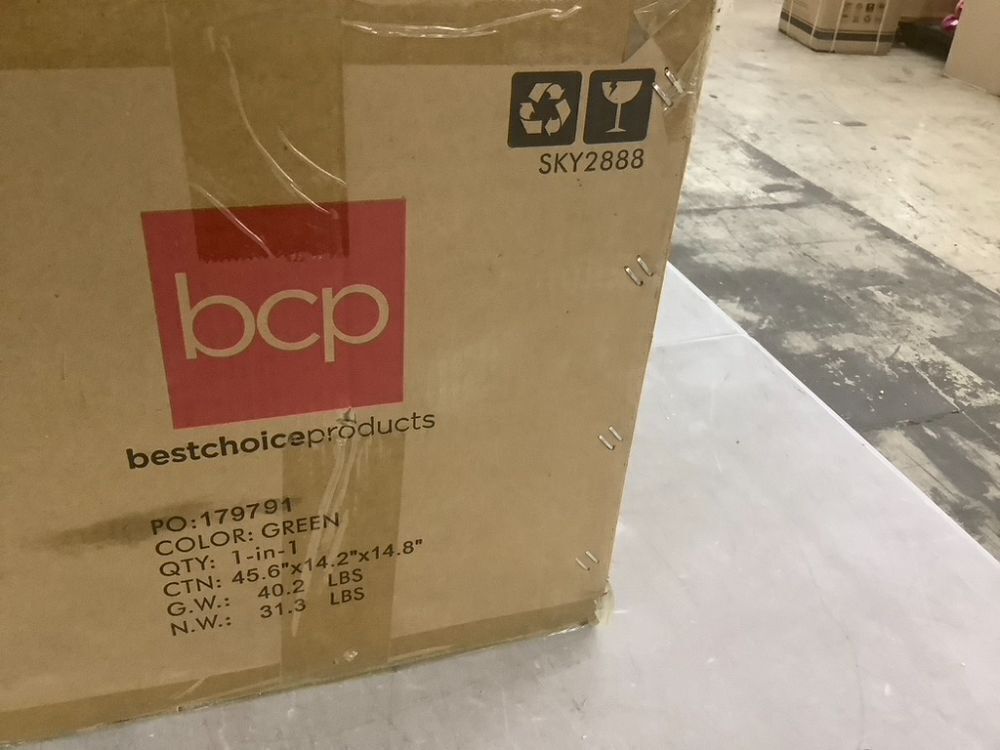 SKY2888
bcp
bestchoiceproducts
PO:179791
COLOR: GREEN
QTY: 1-in-1
CTN: 45.6"x14.2"x14.8"
G.W.: 40.2 LBS
N.W.: 31.3 LBS